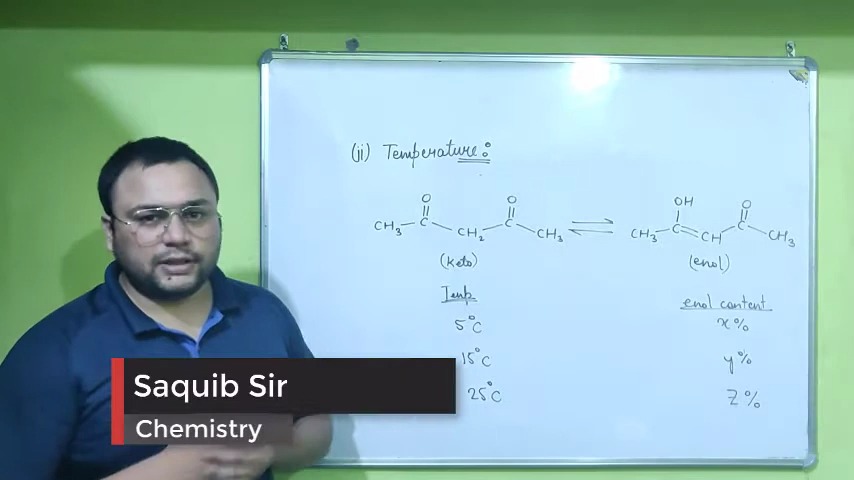 (ii) Temperature:
O O OH O
CH3 - C - CH2 - C - CH3 ⇌ CH3 - C = CH - C - CH3
(keto) (enol)
Temp enol content
5°C x%
15°C y%
25°C Z%
Saquib Sir
Chemistry